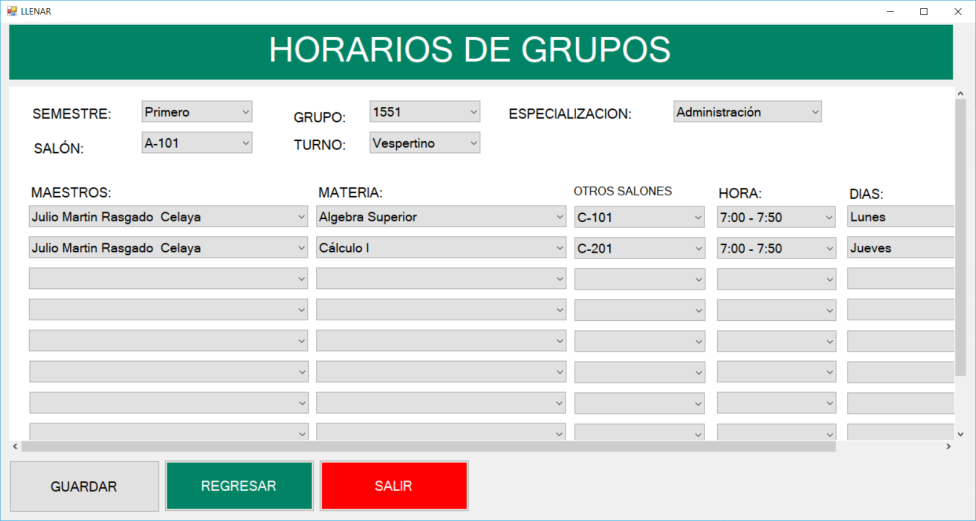 LLENAR
HORARIOS DE GRUPOS
SEMESTRE: Primero GRUPO: 1551 ESPECIALIZACION: Administración
SALÓN: A-101 TURNO: Vespertino
MAESTROS: MATERIA: OTROS SALONES HORA: DIAS:
Julio Martin Rasgado  Celaya Algebra Superior C-101 7:00 - 7:50 Lunes
Julio Martin Rasgado  Celaya Cálculo I C-201 7:00 - 7:50 Jueves
GUARDAR REGRESAR SALIR